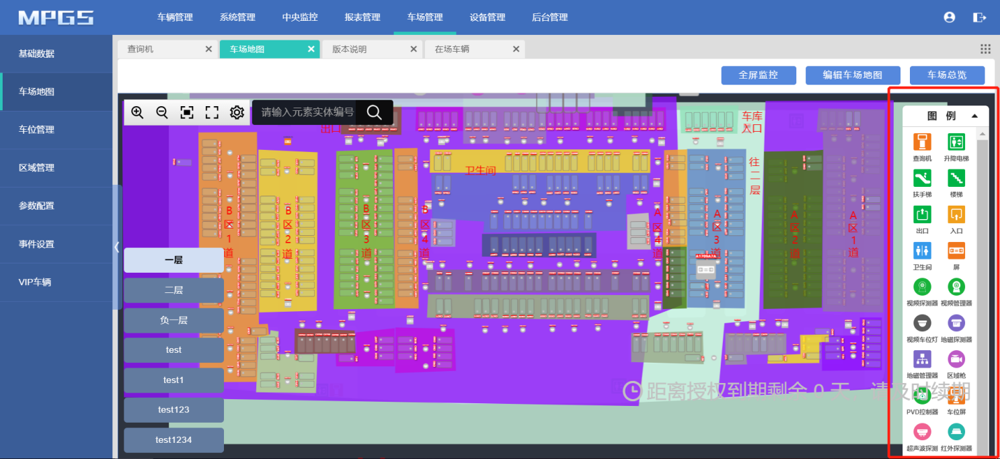 MPGS
车辆管理
系统管理
中央监控
报表管理
车场管理
设备管理
后台管理
基础数据
车场地图
车位管理
区域管理
参数配置
事件设置
VIP车辆
查询机
车场地图
版本说明
在场车辆
全屏监控
编辑车场地图
车场总览
请输入元素实体编号
出口
车库
入口
卫生间
往二层
B区1道
B区2道
B区3道
B区4道
A区4道
A区3道
A区2道
A区1道
A1709A7A
一层
二层
负一层
test
test1
test123
test1234
距离授权到期剩余 0 天，请及时续期
图 例
查询机 升降电梯
扶手梯 楼梯
出口 入口
卫生间 屏
视频探测器 视频管理器
视频车位灯 地磁探测器
地磁管理器 区域枪
PVD控制器 车位屏
超声波探测 红外探测器